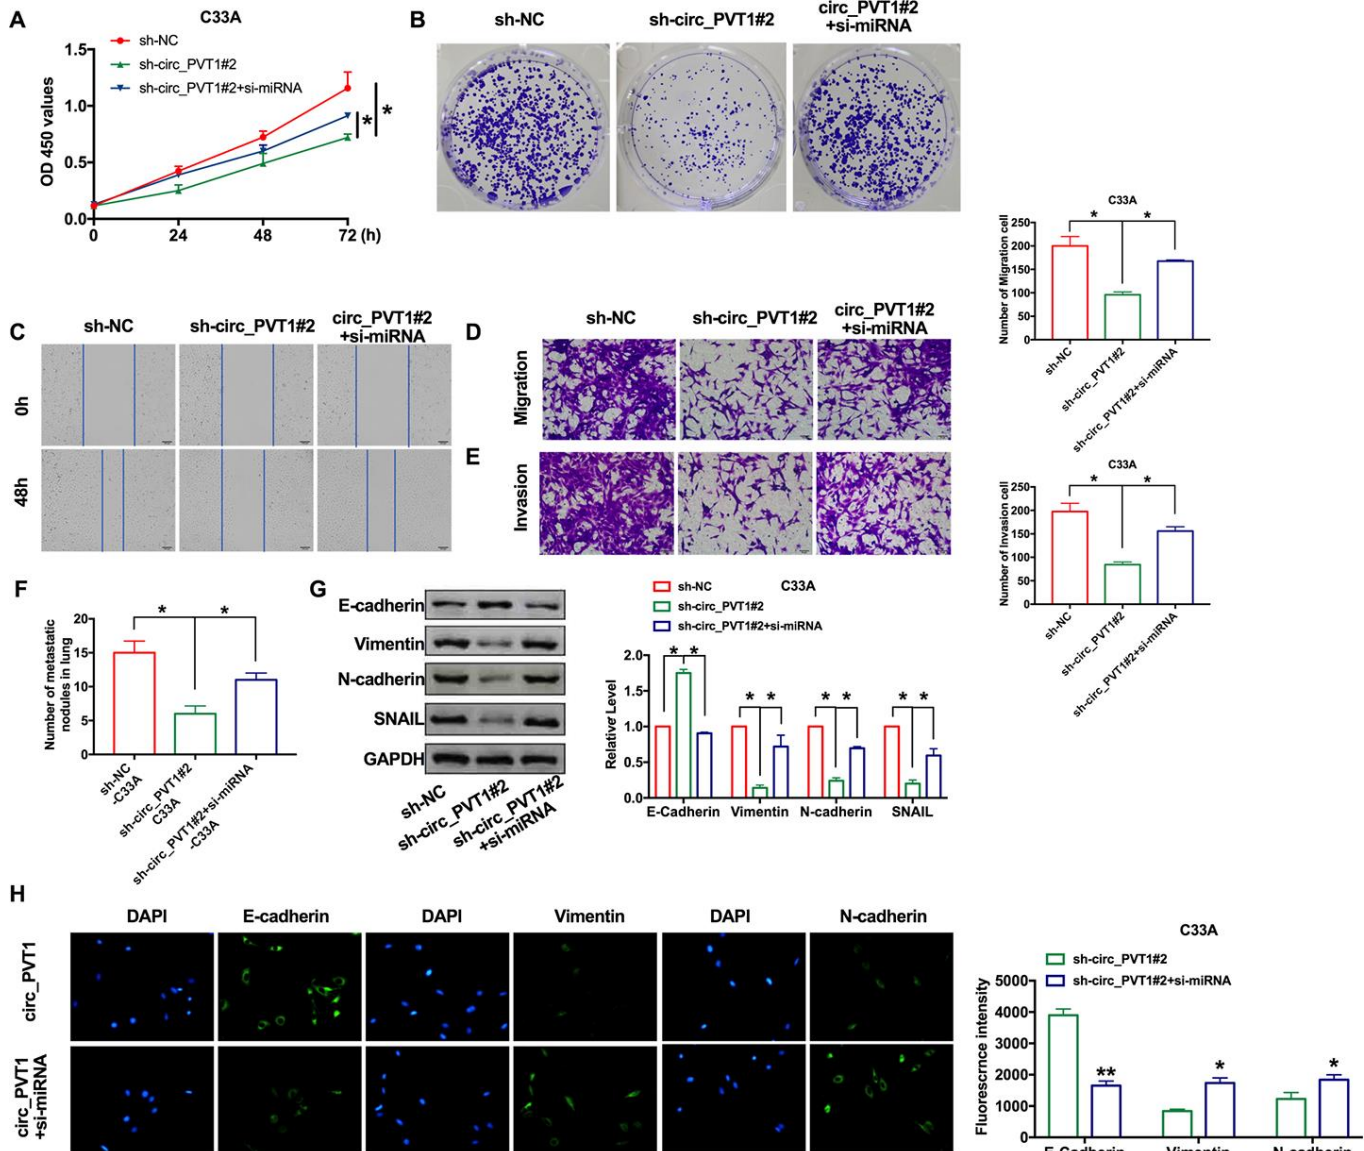 A
C33A
sh-NC
sh-circ_PVT1#2
sh-circ_PVT1#2+si-miRNA
OD 450 values
1.5
1.0
0.5
0.0
0
24
48
72 (h)
*
*
B
sh-NC
sh-circ_PVT1#2
circ_PVT1#2
+si-miRNA
C
sh-NC
sh-circ_PVT1#2
circ_PVT1#2
+si-miRNA
0h
48h
D
sh-NC
sh-circ_PVT1#2
circ_PVT1#2
+si-miRNA
Migration
E
Invasion
C33A
Number of Migration cell
250
200
150
100
50
0
* *
sh-NC
sh-circ_PVT1#2
sh-circ_PVT1#2+si-miRNA
C33A
Number of Invasion cell
250
200
150
100
50
0
* *
sh-NC
sh-circ_PVT1#2
sh-circ_PVT1#2+si-miRNA
F
Number of metastatic
nodules in lung
20
15
10
5
0
* *
sh-NC
-C33A
sh-circ_PVT1#2
C33A
sh-circ_PVT1#2+si-miRNA
-C33A
G
E-cadherin
Vimentin
N-cadherin
SNAIL
GAPDH
sh-NC
sh-circ_PVT1#2
sh-circ_PVT1#2
+si-miRNA
sh-NC
C33A
sh-circ_PVT1#2
sh-circ_PVT1#2+si-miRNA
Relative Level
2.0
1.5
1.0
0.5
0.0
* * * * * * * *
E-Cadherin Vimentin N-cadherin SNAIL
H
DAPI E-cadherin DAPI Vimentin DAPI N-cadherin
circ_PVT1
circ_PVT1
+si-miRNA
C33A
sh-circ_PVT1#2
sh-circ_PVT1#2+si-miRNA
Fluorescrnce intensity
5000
4000
3000
2000
1000
0
** * *
E-Cadherin Vimentin N-cadherin